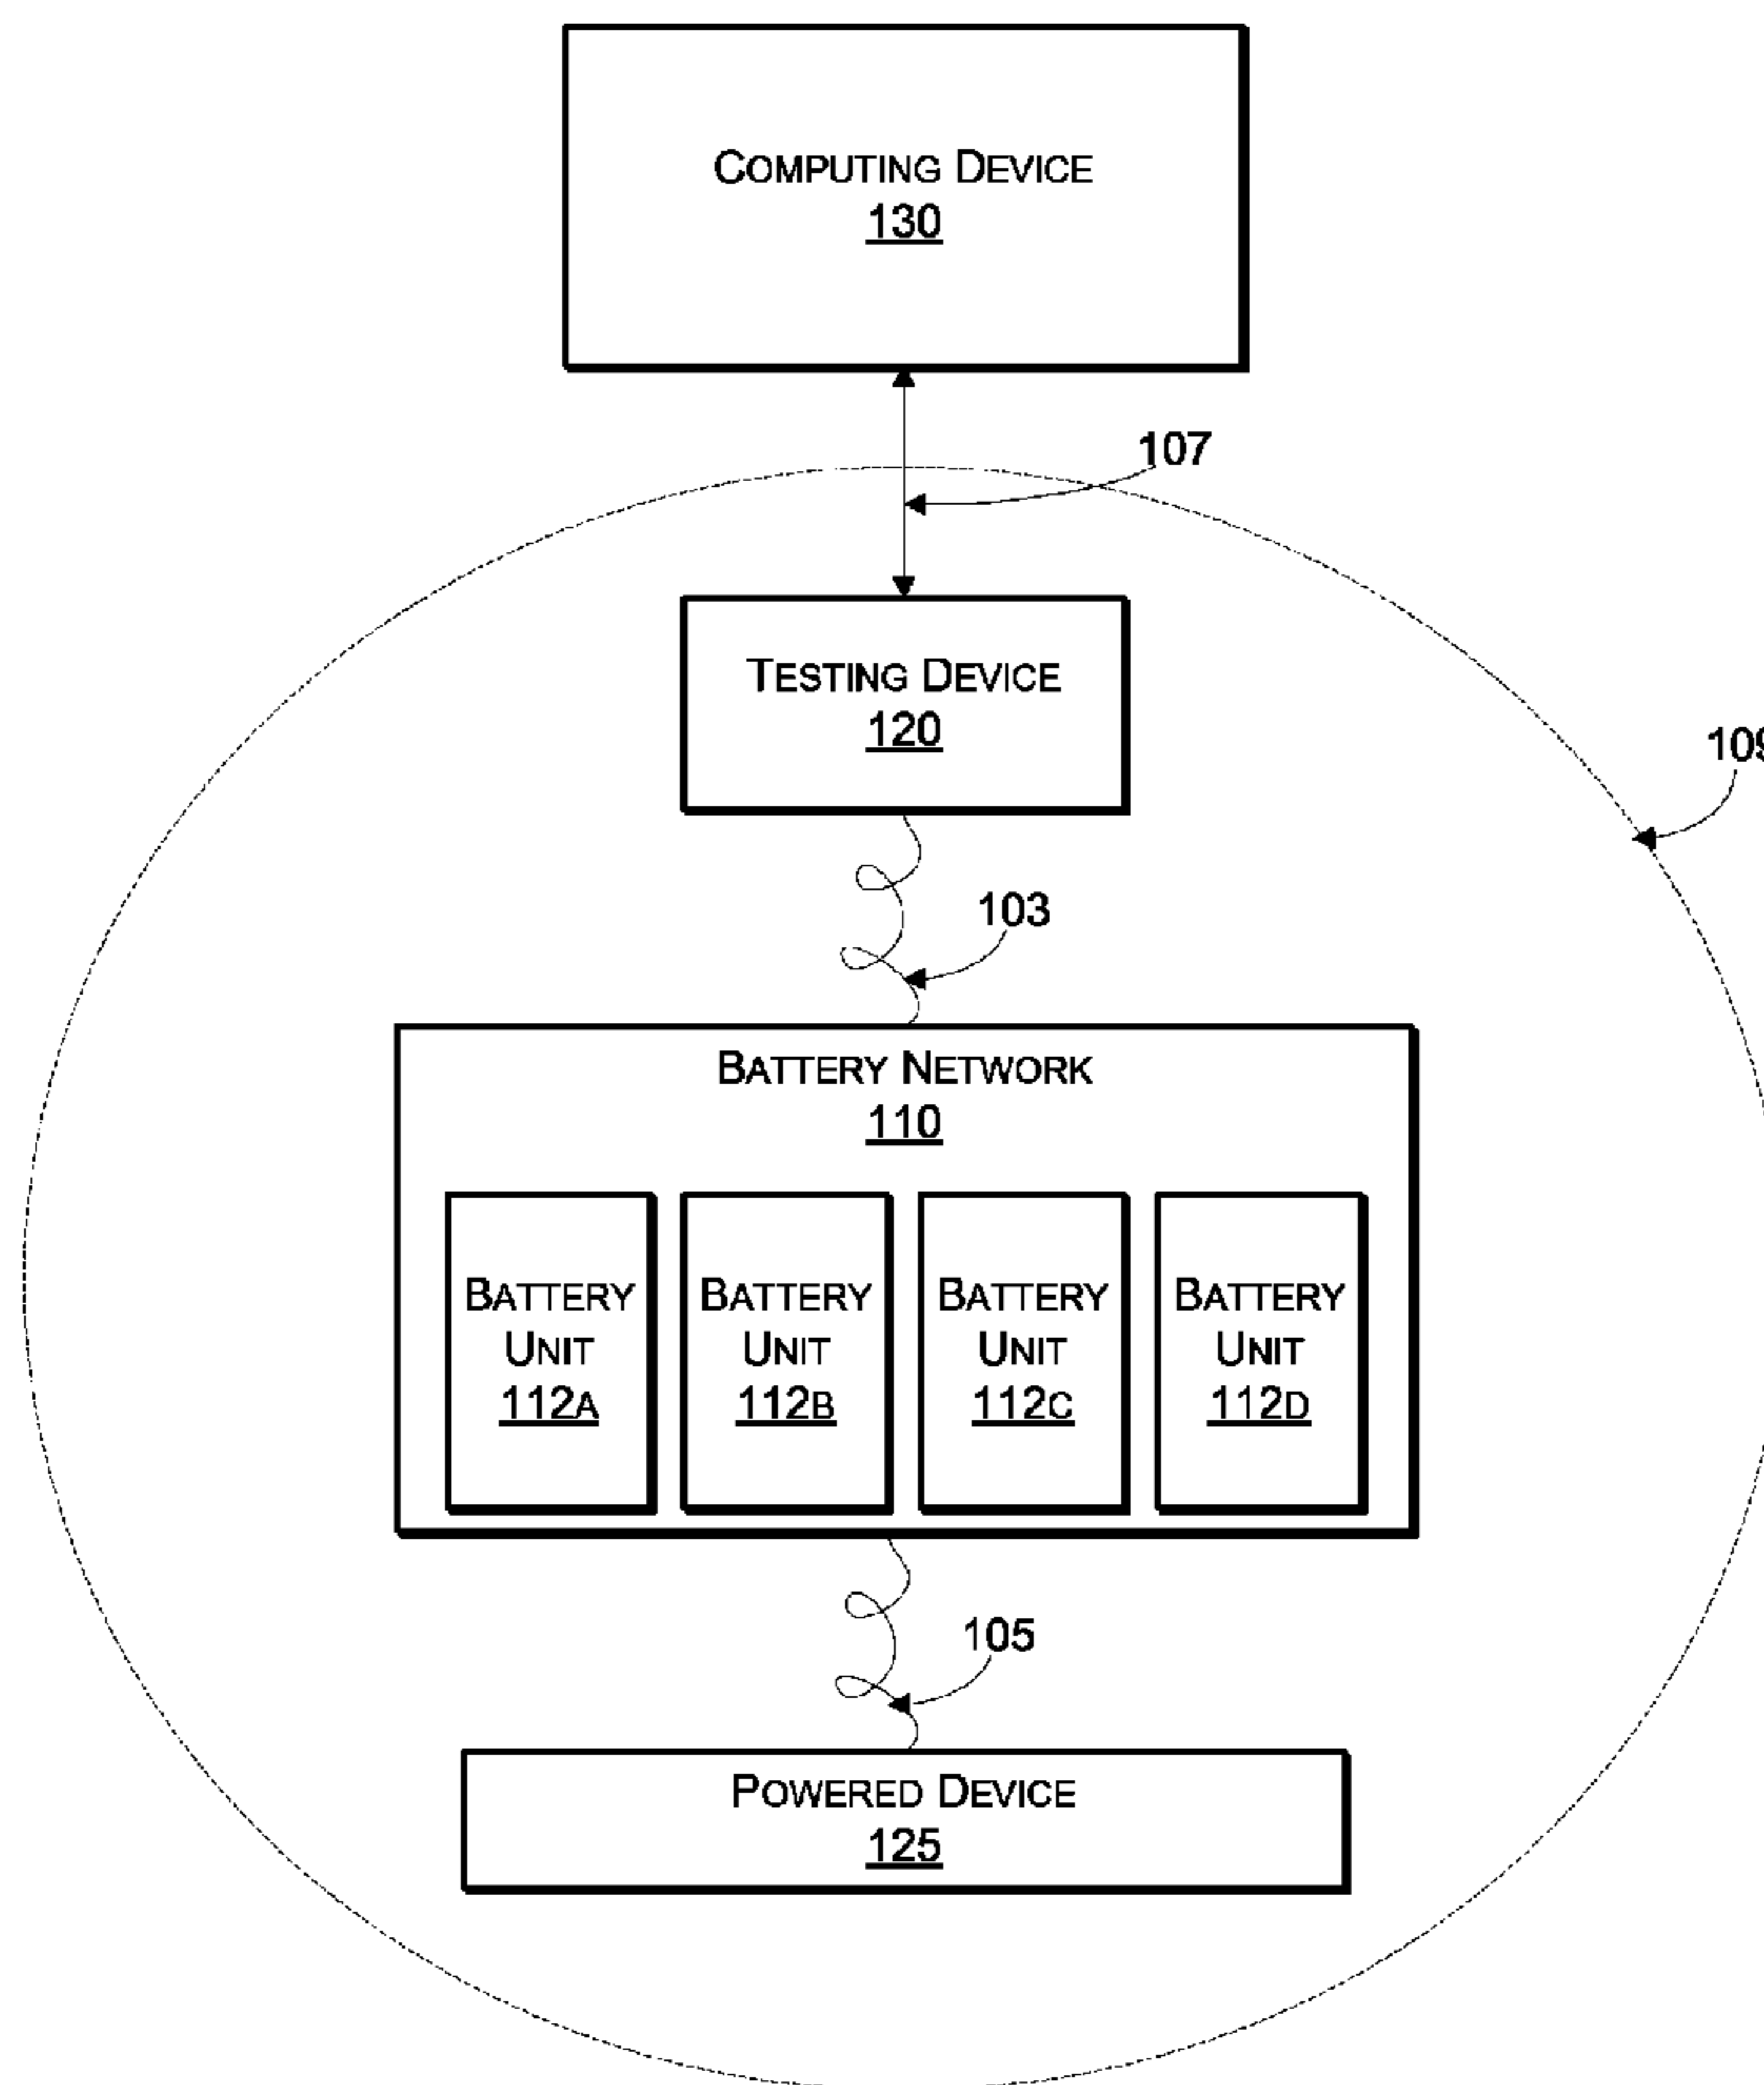 COMPUTING DEVICE
130
107
TESTING DEVICE
120
109
103
BATTERY NETWORK
110
BATTERY
UNIT
112A
BATTERY
UNIT
112B
BATTERY
UNIT
112C
BATTERY
UNIT
112D
105
POWERED DEVICE
125